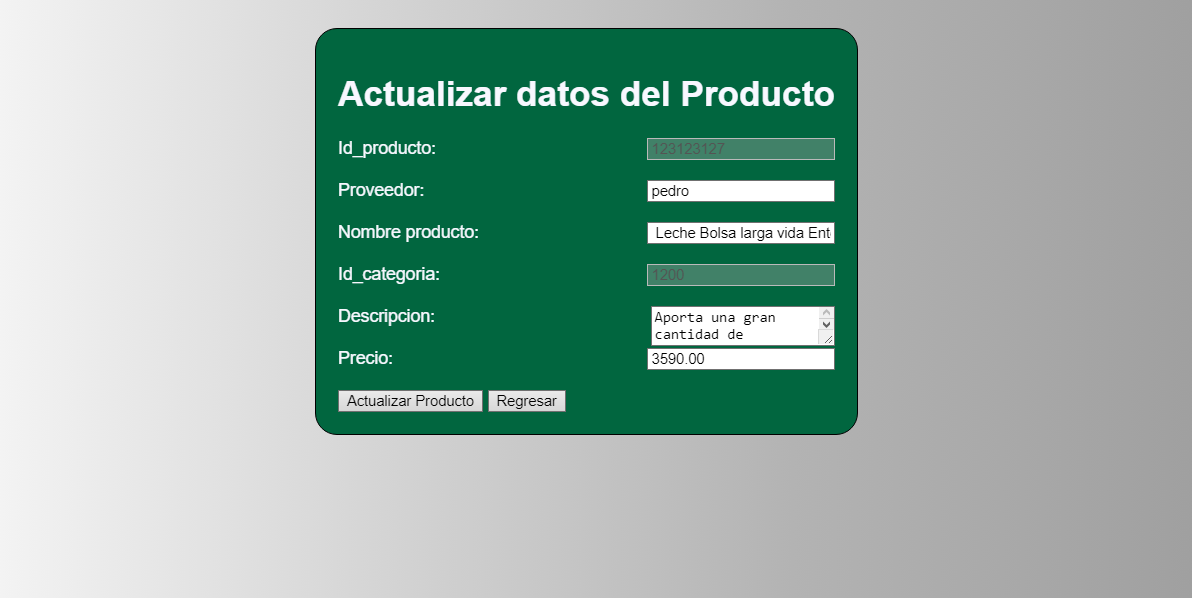 Actualizar datos del Producto
Id_producto: 123123127
Proveedor: pedro
Nombre producto: Leche Bolsa larga vida Ent
Id_categoria: 1200
Descripcion: Aporta una gran
cantidad de
Precio: 3590.00
Actualizar Producto Regresar